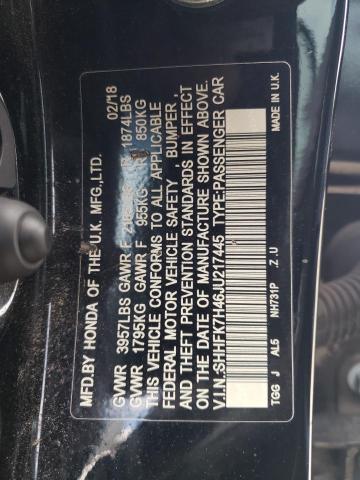 MFD.BY HONDA OF THE U.K. MFG.,LTD. 02/18
GVWR 3957LBS GAWR F LBS R 1874LBS
GVWR 1795KG GAWR F 955KG R 850KG
THIS VEHICLE CONFORMS TO ALL APPLICABLE
FEDERAL MOTOR VEHICLE SAFETY , BUMPER ,
AND THEFT PREVENTION STANDARDS IN EFFECT
ON THE DATE OF MANUFACTURE SHOWN ABOVE.
V.I.N.:SHHFK7H46JU217445 TYPE:PASSENGER CAR
TGG J AL5 NH731P .Z.U MADE IN U.K.